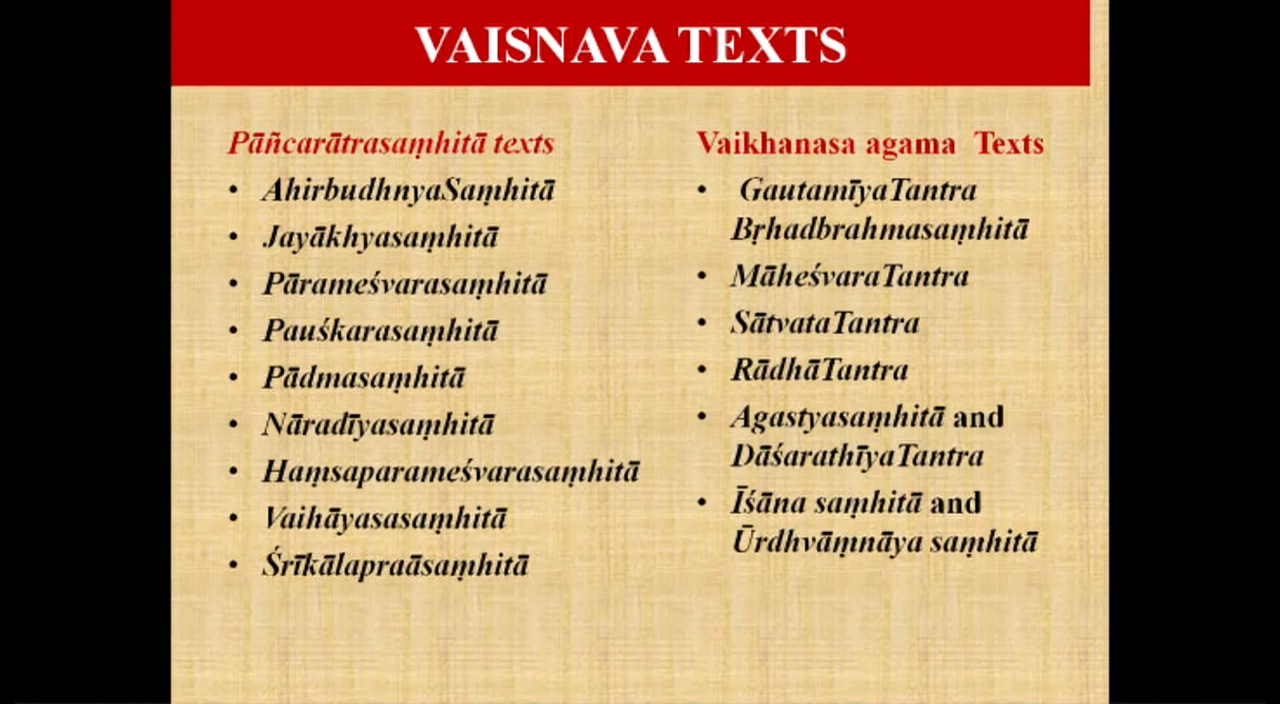 VAISNAVA TEXTS
Pāñcarātrasaṃhitā texts
• AhirbudhnyaSaṃhitā
• Jayākhyasaṃhitā
• Pārameśvarasaṃhitā
• Pauśkarasaṃhitā
• Pādmasaṃhitā
• Nāradīyasaṃhitā
• Haṃsaparameśvarasaṃhitā
• Vaihāyasasaṃhitā
• Śrīkālapraāsaṃhitā
Vaikhanasa agama Texts
• GautamīyaTantra
Bṛhadbrahmasaṃhitā
• MāheśvaraTantra
• SātvataTantra
• RādhāTantra
• Agastyasaṃhitā and
DāśarathīyaTantra
• Īśāna saṃhitā and
Ūrdhvāṃnāya saṃhitā